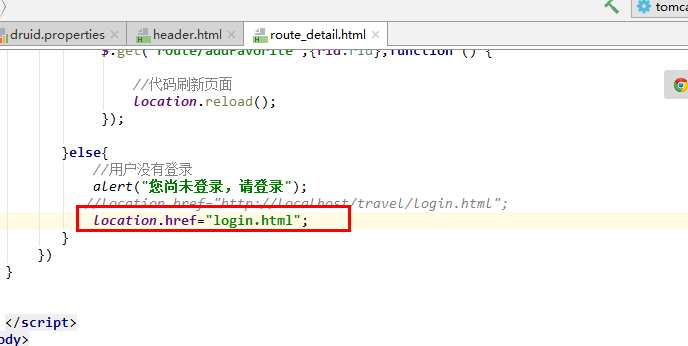 tomca
druid.properties × header.html × route_detail.html ×
$.get("route/addFavorite",{rid:rid},function () {
//代码刷新页面
location.reload();
});
}else{
//用户没有登录
alert("您尚未登录，请登录");
//location.href="http://localhost/travel/login.html";
location.href="login.html";
}
})
}
</script>
body>